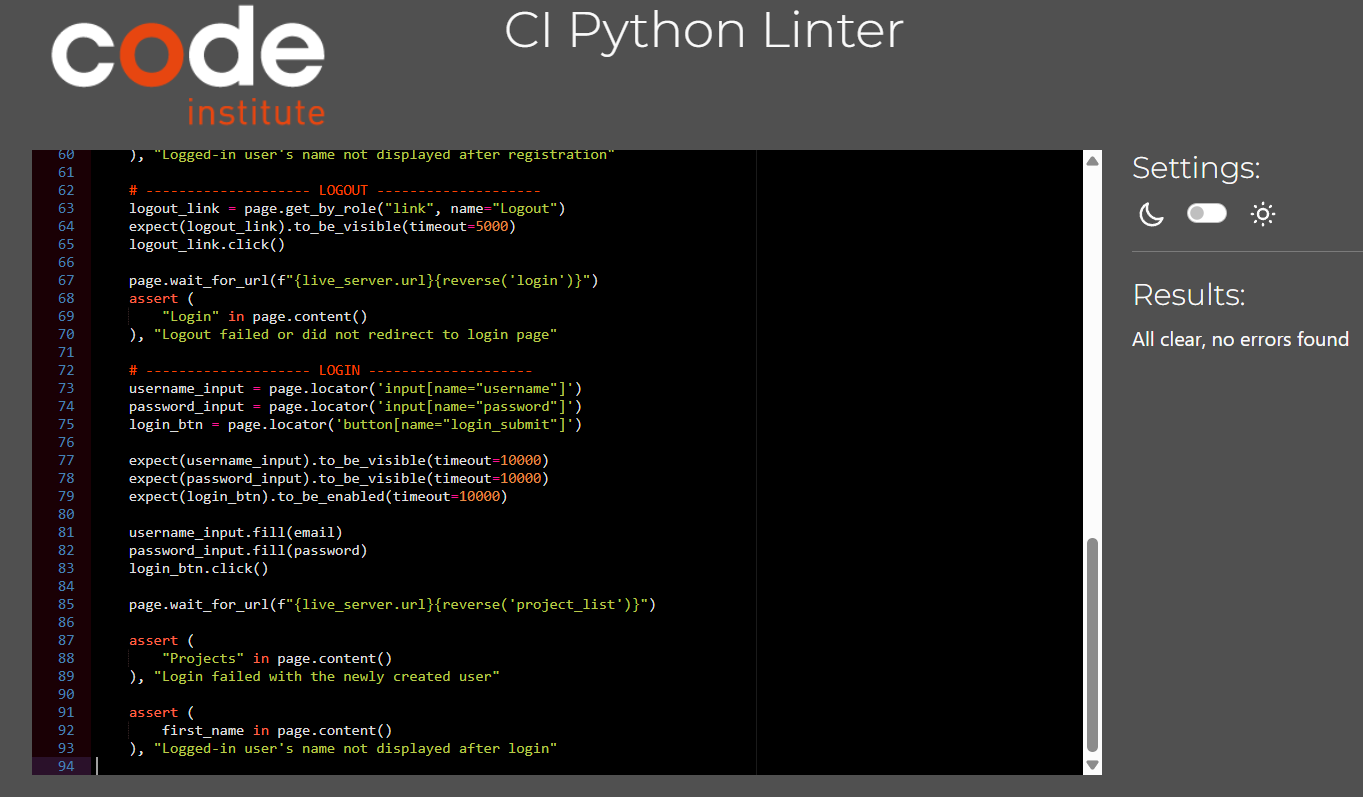 code
institute
CI Python Linter
60 ), "Logged-in user's name not displayed after registration"
61
62 # -------------------- LOGOUT --------------------
63 logout_link = page.get_by_role("link", name="Logout")
64 expect(logout_link).to_be_visible(timeout=5000)
65 logout_link.click()
66
67 page.wait_for_url(f"{live_server.url}{reverse('login')}")
68 assert (
69     "Login" in page.content()
70 ), "Logout failed or did not redirect to login page"
71
72 # -------------------- LOGIN --------------------
73 username_input = page.locator('input[name="username"]')
74 password_input = page.locator('input[name="password"]')
75 login_btn = page.locator('button[name="login_submit"]')
76
77 expect(username_input).to_be_visible(timeout=10000)
78 expect(password_input).to_be_visible(timeout=10000)
79 expect(login_btn).to_be_enabled(timeout=10000)
80
81 username_input.fill(email)
82 password_input.fill(password)
83 login_btn.click()
84
85 page.wait_for_url(f"{live_server.url}{reverse('project_list')}")
86
87 assert (
88     "Projects" in page.content()
89 ), "Login failed with the newly created user"
90
91 assert (
92     first_name in page.content()
93 ), "Logged-in user's name not displayed after login"
94
Settings:
Results:
All clear, no errors found